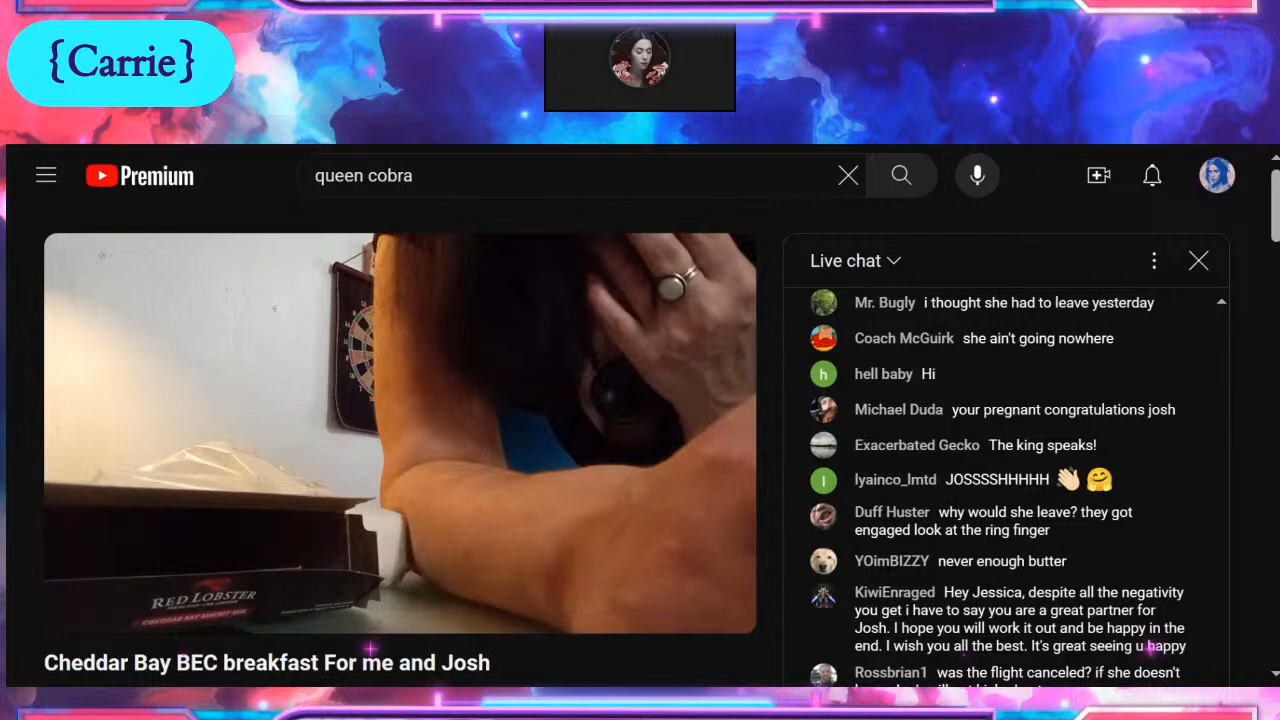 {Carrie}
Premium
queen cobra
Live chat
Mr. Bugly i thought she had to leave yesterday
Coach McGuirk she ain't going nowhere
h hell baby Hi
Michael Duda your pregnant congratulations josh
Exacerbated Gecko The king speaks!
l lyainco_lmtd JOSSSSHHHHH 👋🏻 🤗
Duff Huster why would she leave? they got
engaged look at the ring finger
YOimBIZZY never enough butter
KiwiEnraged Hey Jessica, despite all the negativity
you get i have to say you are a great partner for
Josh. I hope you will work it out and be happy in the
end. I wish you all the best. It's great seeing u happy
Rossbrian1 was the flight canceled? if she doesn't
RED LOBSTER
CHEDDAR BAY BISCUIT MIX
Cheddar Bay BEC breakfast For me and Josh